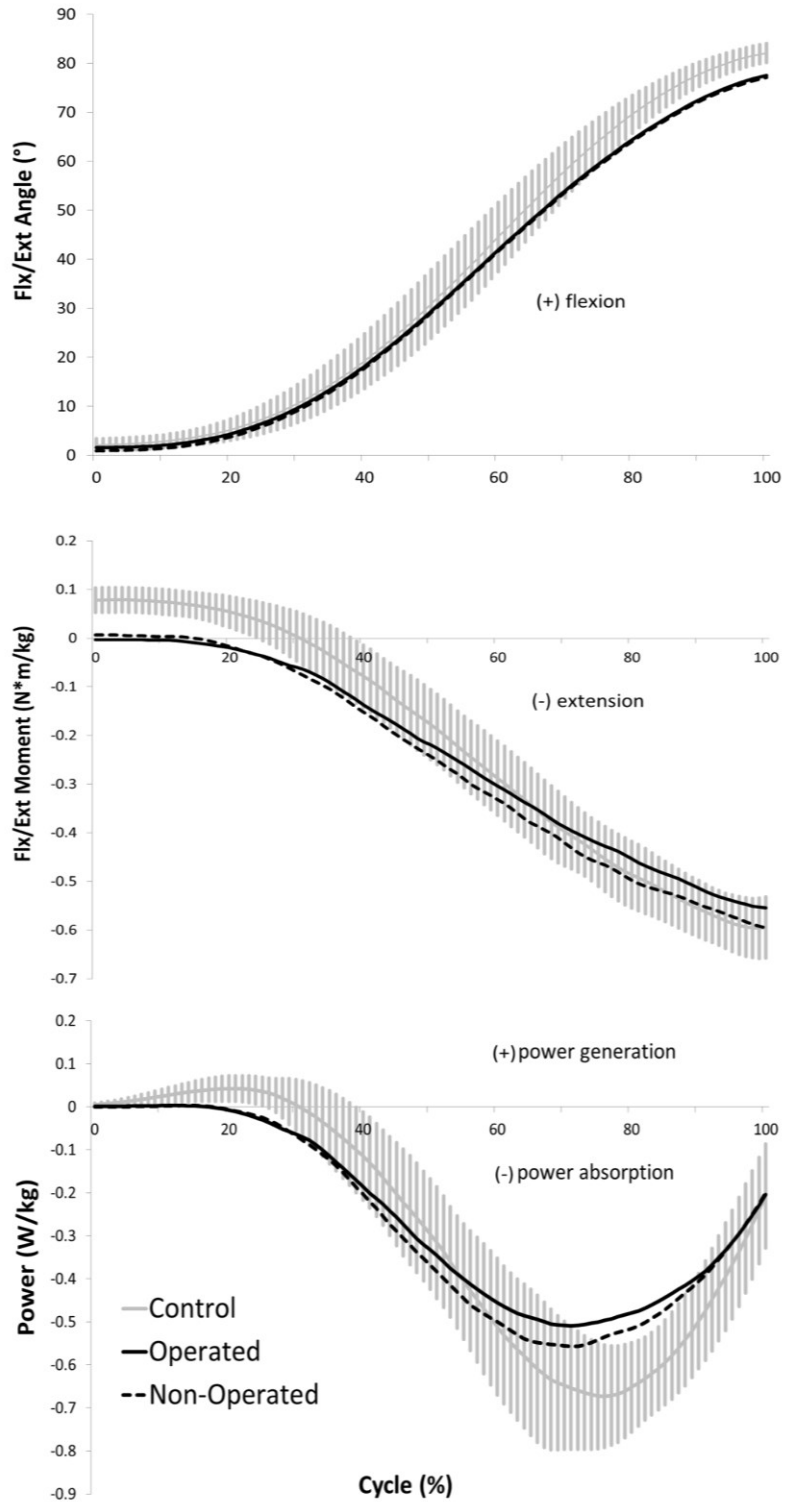 90
80
70
60
50
40
30
20
10
0
Flx/Ext Angle (°)
(+) flexion
0 20 40 60 80 100
0.2
0.1
0
-0.1
-0.2
-0.3
-0.4
-0.5
-0.6
-0.7
Flx/Ext Moment (N*m/kg)
0 20 40 60 80 100
(-) extension
0.2
0.1
0
-0.1
-0.2
-0.3
-0.4
-0.5
-0.6
-0.7
-0.8
-0.9
Power (W/kg)
(+) power generation
0 20 40 60 80 100
(-) power absorption
Control
Operated
Non-Operated
Cycle (%)